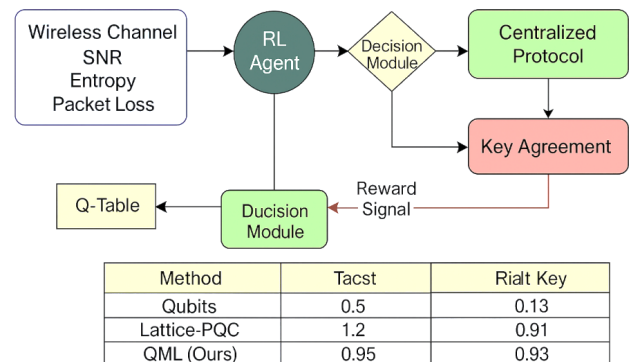 Wireless Channel
SNR
Entropy
Packet Loss
RL
Agent
Decision
Module
Centralized
Protocol
Key Agreement
Reward
Signal
Q-Table
Ducision
Module
Method Tacst Rialt Key
Qubits 0.5 0.13
Lattice-PQC 1.2 0.91
QML (Ours) 0.95 0.93